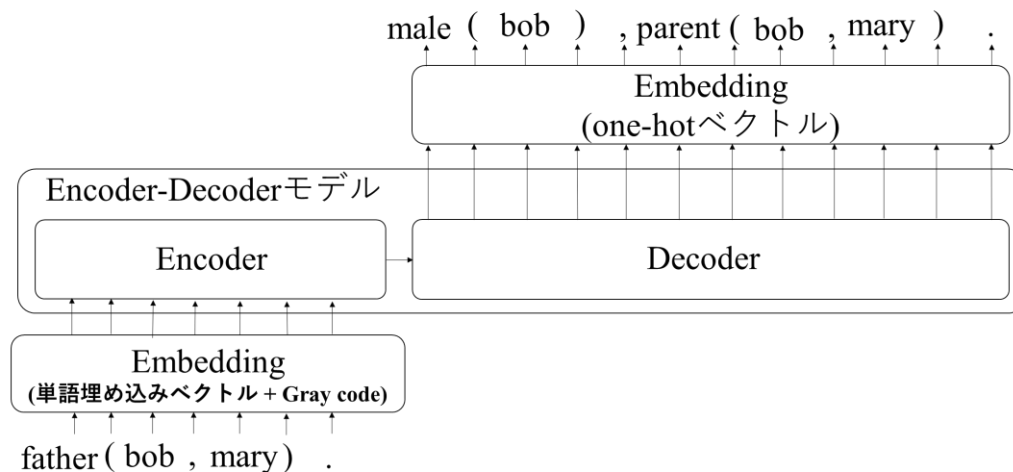 male ( bob ) , parent ( bob , mary ) .
Embedding
(one-hotベクトル)
Encoder-Decoderモデル
Encoder
Decoder
Embedding
(単語埋め込みベクトル + Gray code)
father ( bob , mary ) .